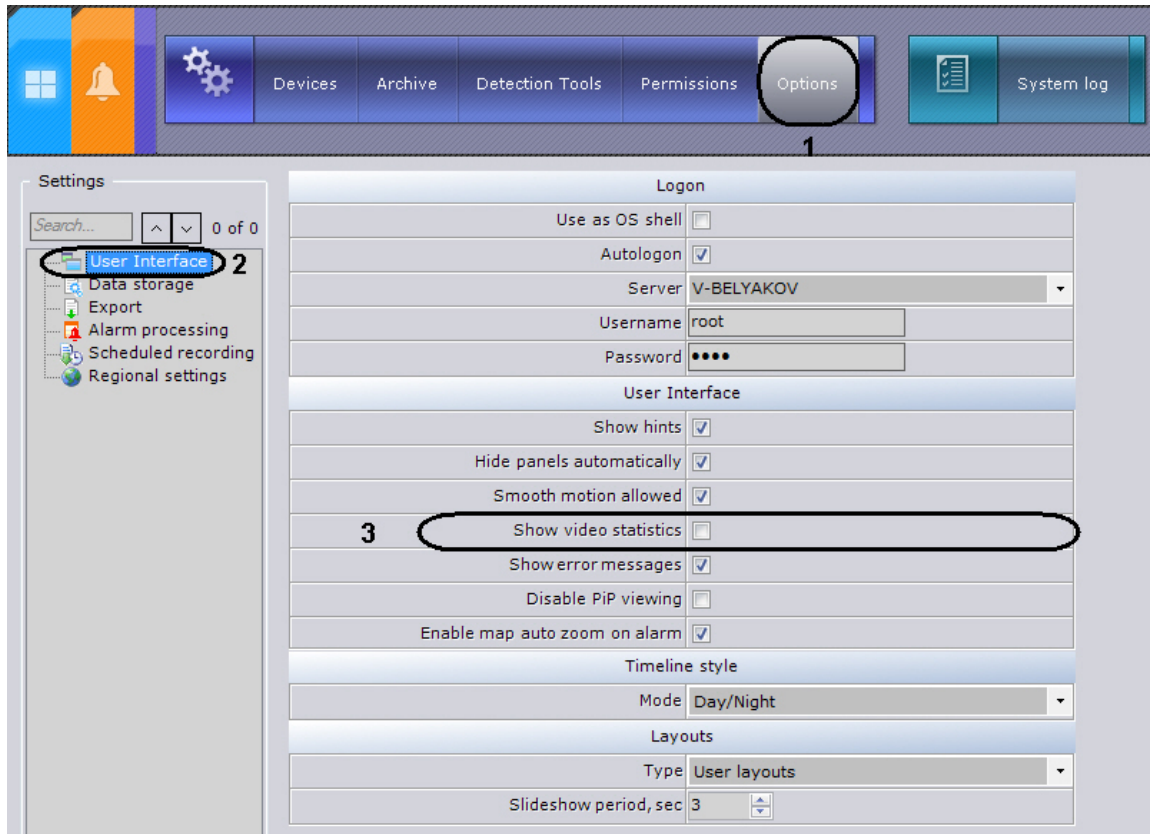 Devices Archive Detection Tools Permissions Options System log
1
Settings
Search... 0 of 0
User Interface 2
Data storage
Export
Alarm processing
Scheduled recording
Regional settings
Logon
Use as OS shell
Autologon
Server V-BELYAKOV
Username root
Password ••••
User Interface
Show hints
Hide panels automatically
Smooth motion allowed
3 Show video statistics
Show error messages
Disable PiP viewing
Enable map auto zoom on alarm
Timeline style
Mode Day/Night
Layouts
Type User layouts
Slideshow period, sec 3